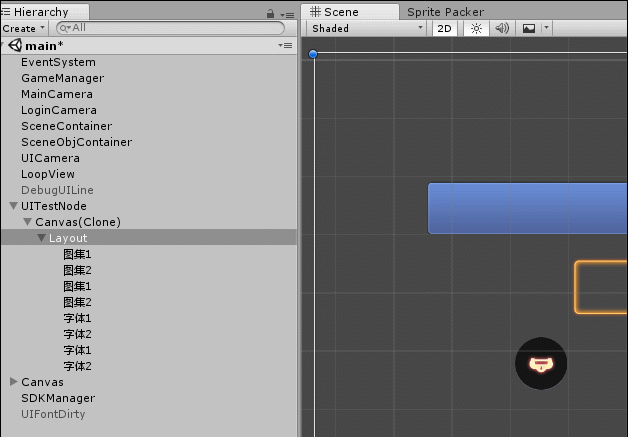 Hierarchy
Create
All
main*
EventSystem
GameManager
MainCamera
LoginCamera
SceneContainer
SceneObjContainer
UICamera
LoopView
DebugUILine
UITestNode
Canvas(Clone)
Layout
图集1
图集2
图集1
图集2
字体1
字体2
字体1
字体2
Canvas
SDKManager
UIFontDirty
Scene
Sprite Packer
Shaded
2D